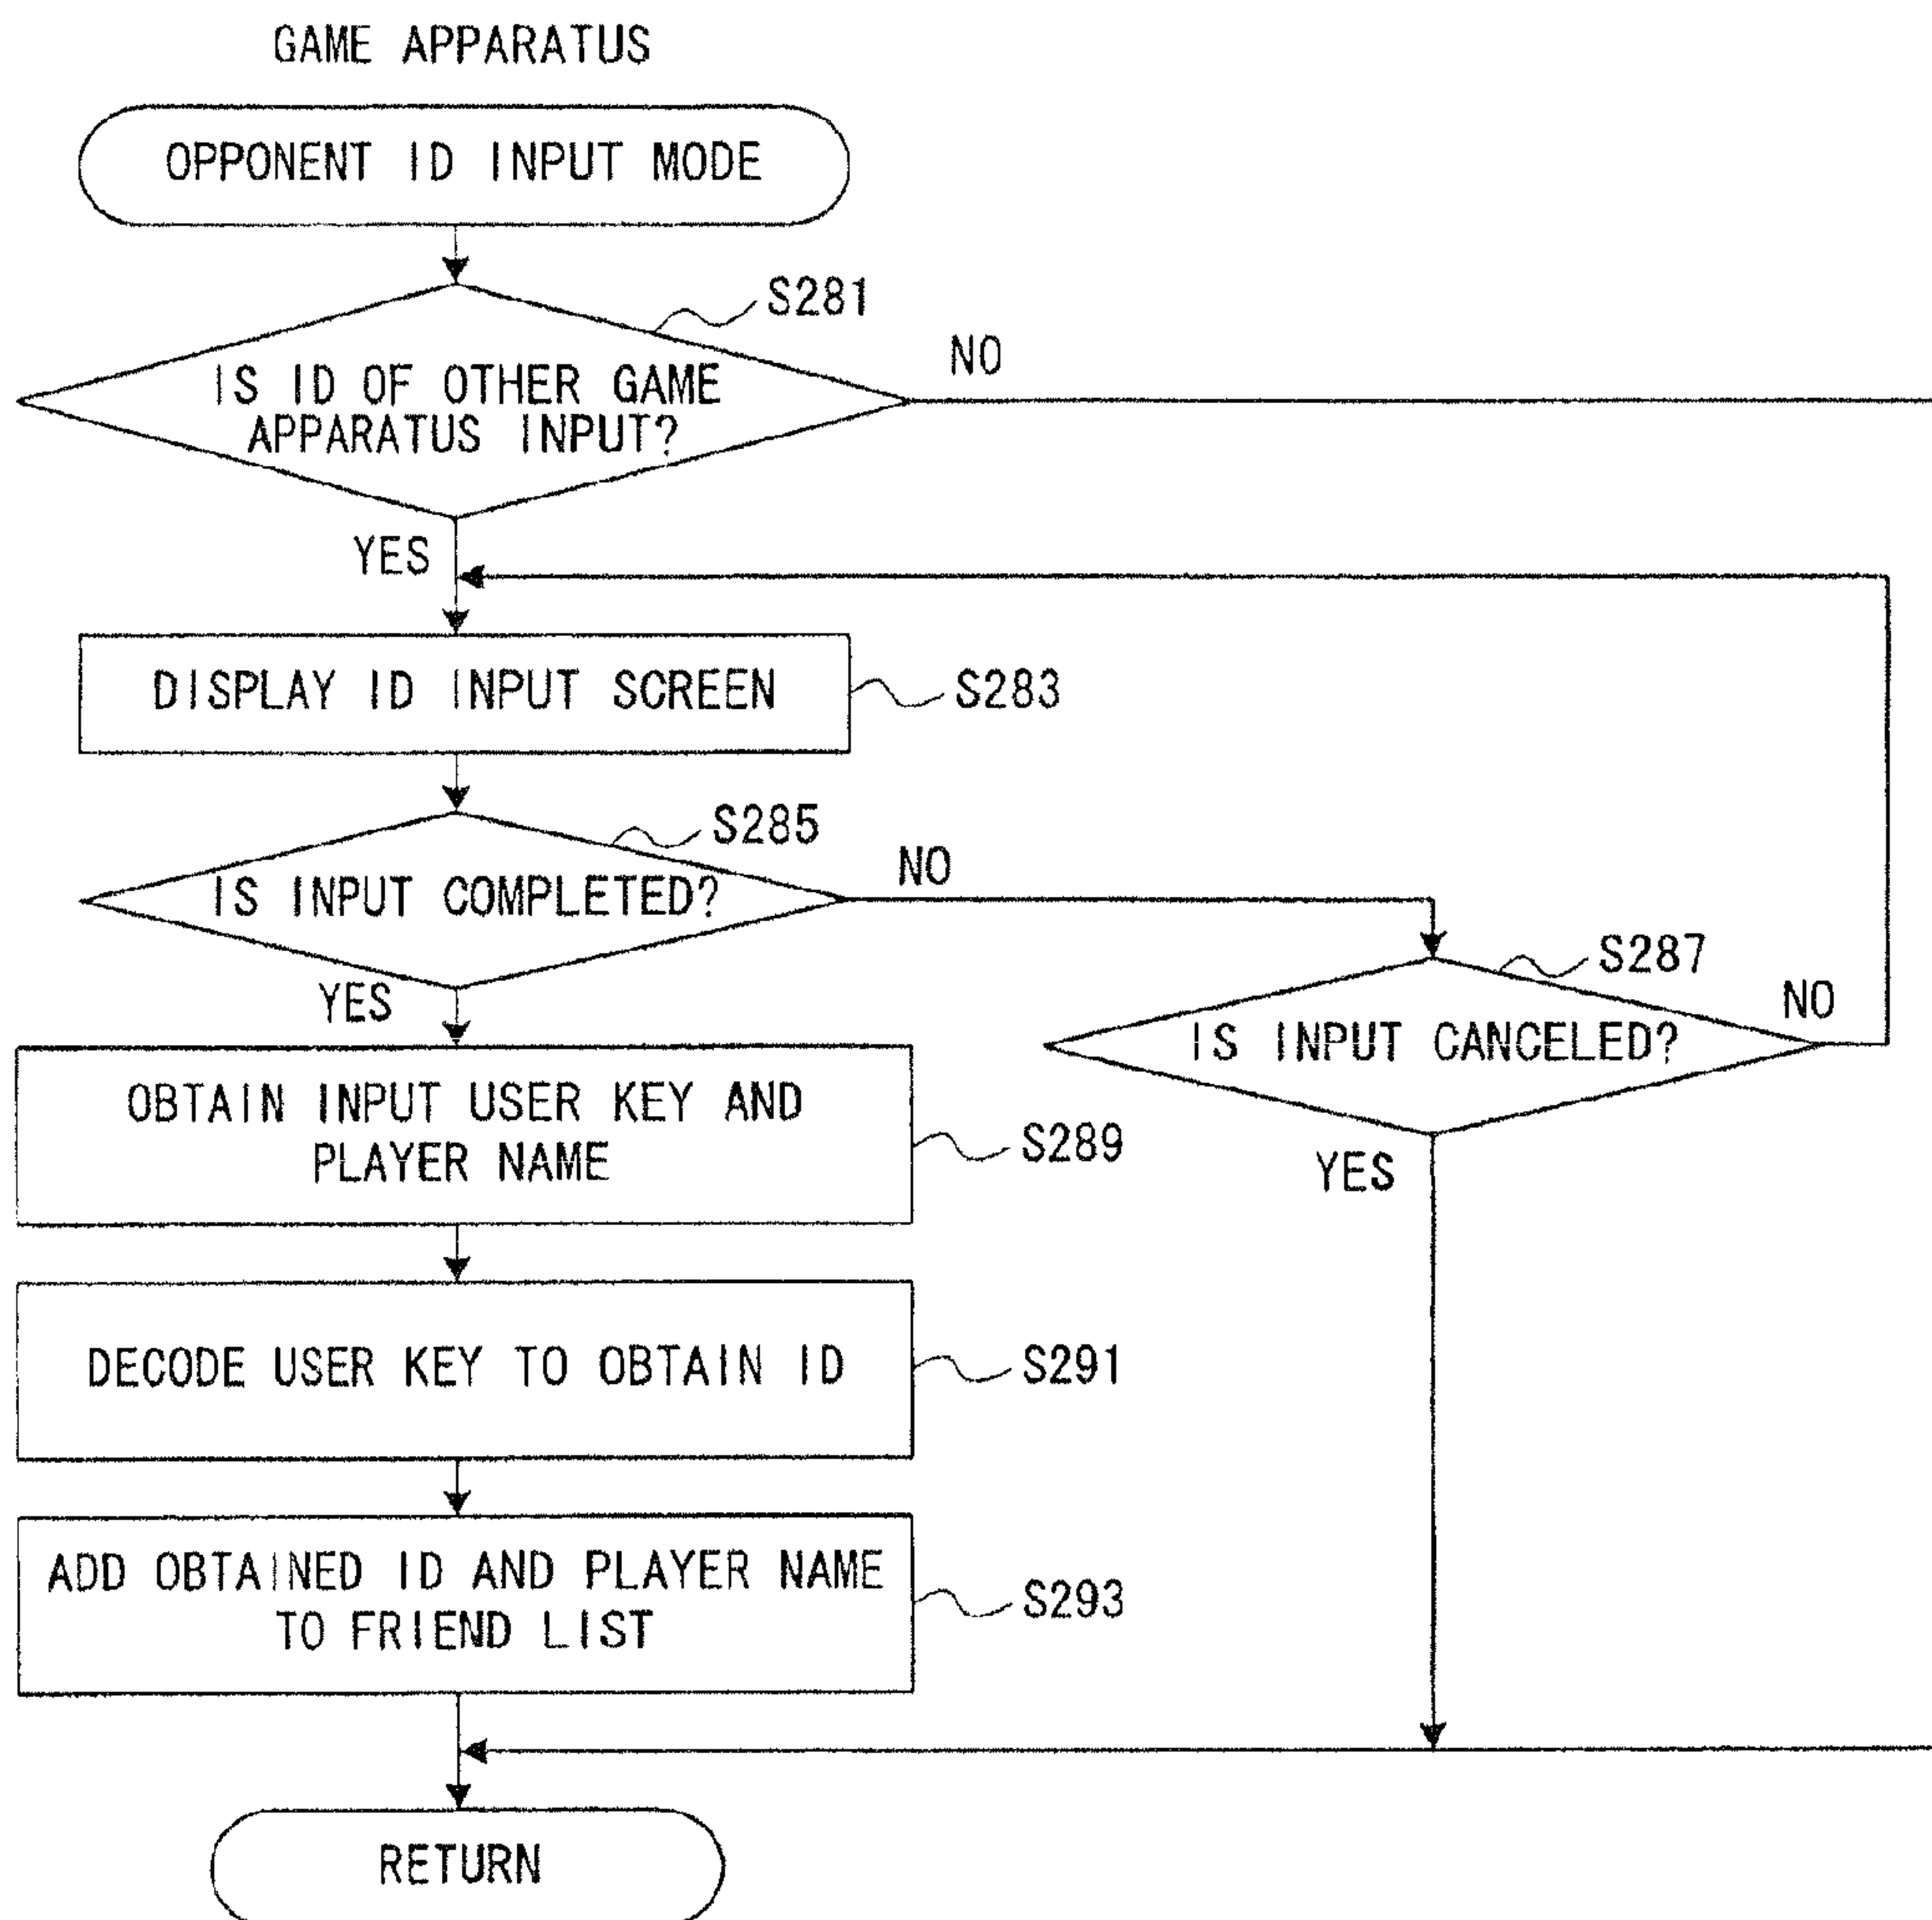 GAME APPARATUS
OPPONENT ID INPUT MODE
S281
IS ID OF OTHER GAME
APPARATUS INPUT?
NO
YES
DISPLAY ID INPUT SCREEN
S283
S285
IS INPUT COMPLETED?
NO
YES
S287
IS INPUT CANCELED?
NO
YES
OBTAIN INPUT USER KEY AND
PLAYER NAME
S289
DECODE USER KEY TO OBTAIN ID
S291
ADD OBTAINED ID AND PLAYER NAME
TO FRIEND LIST
S293
RETURN